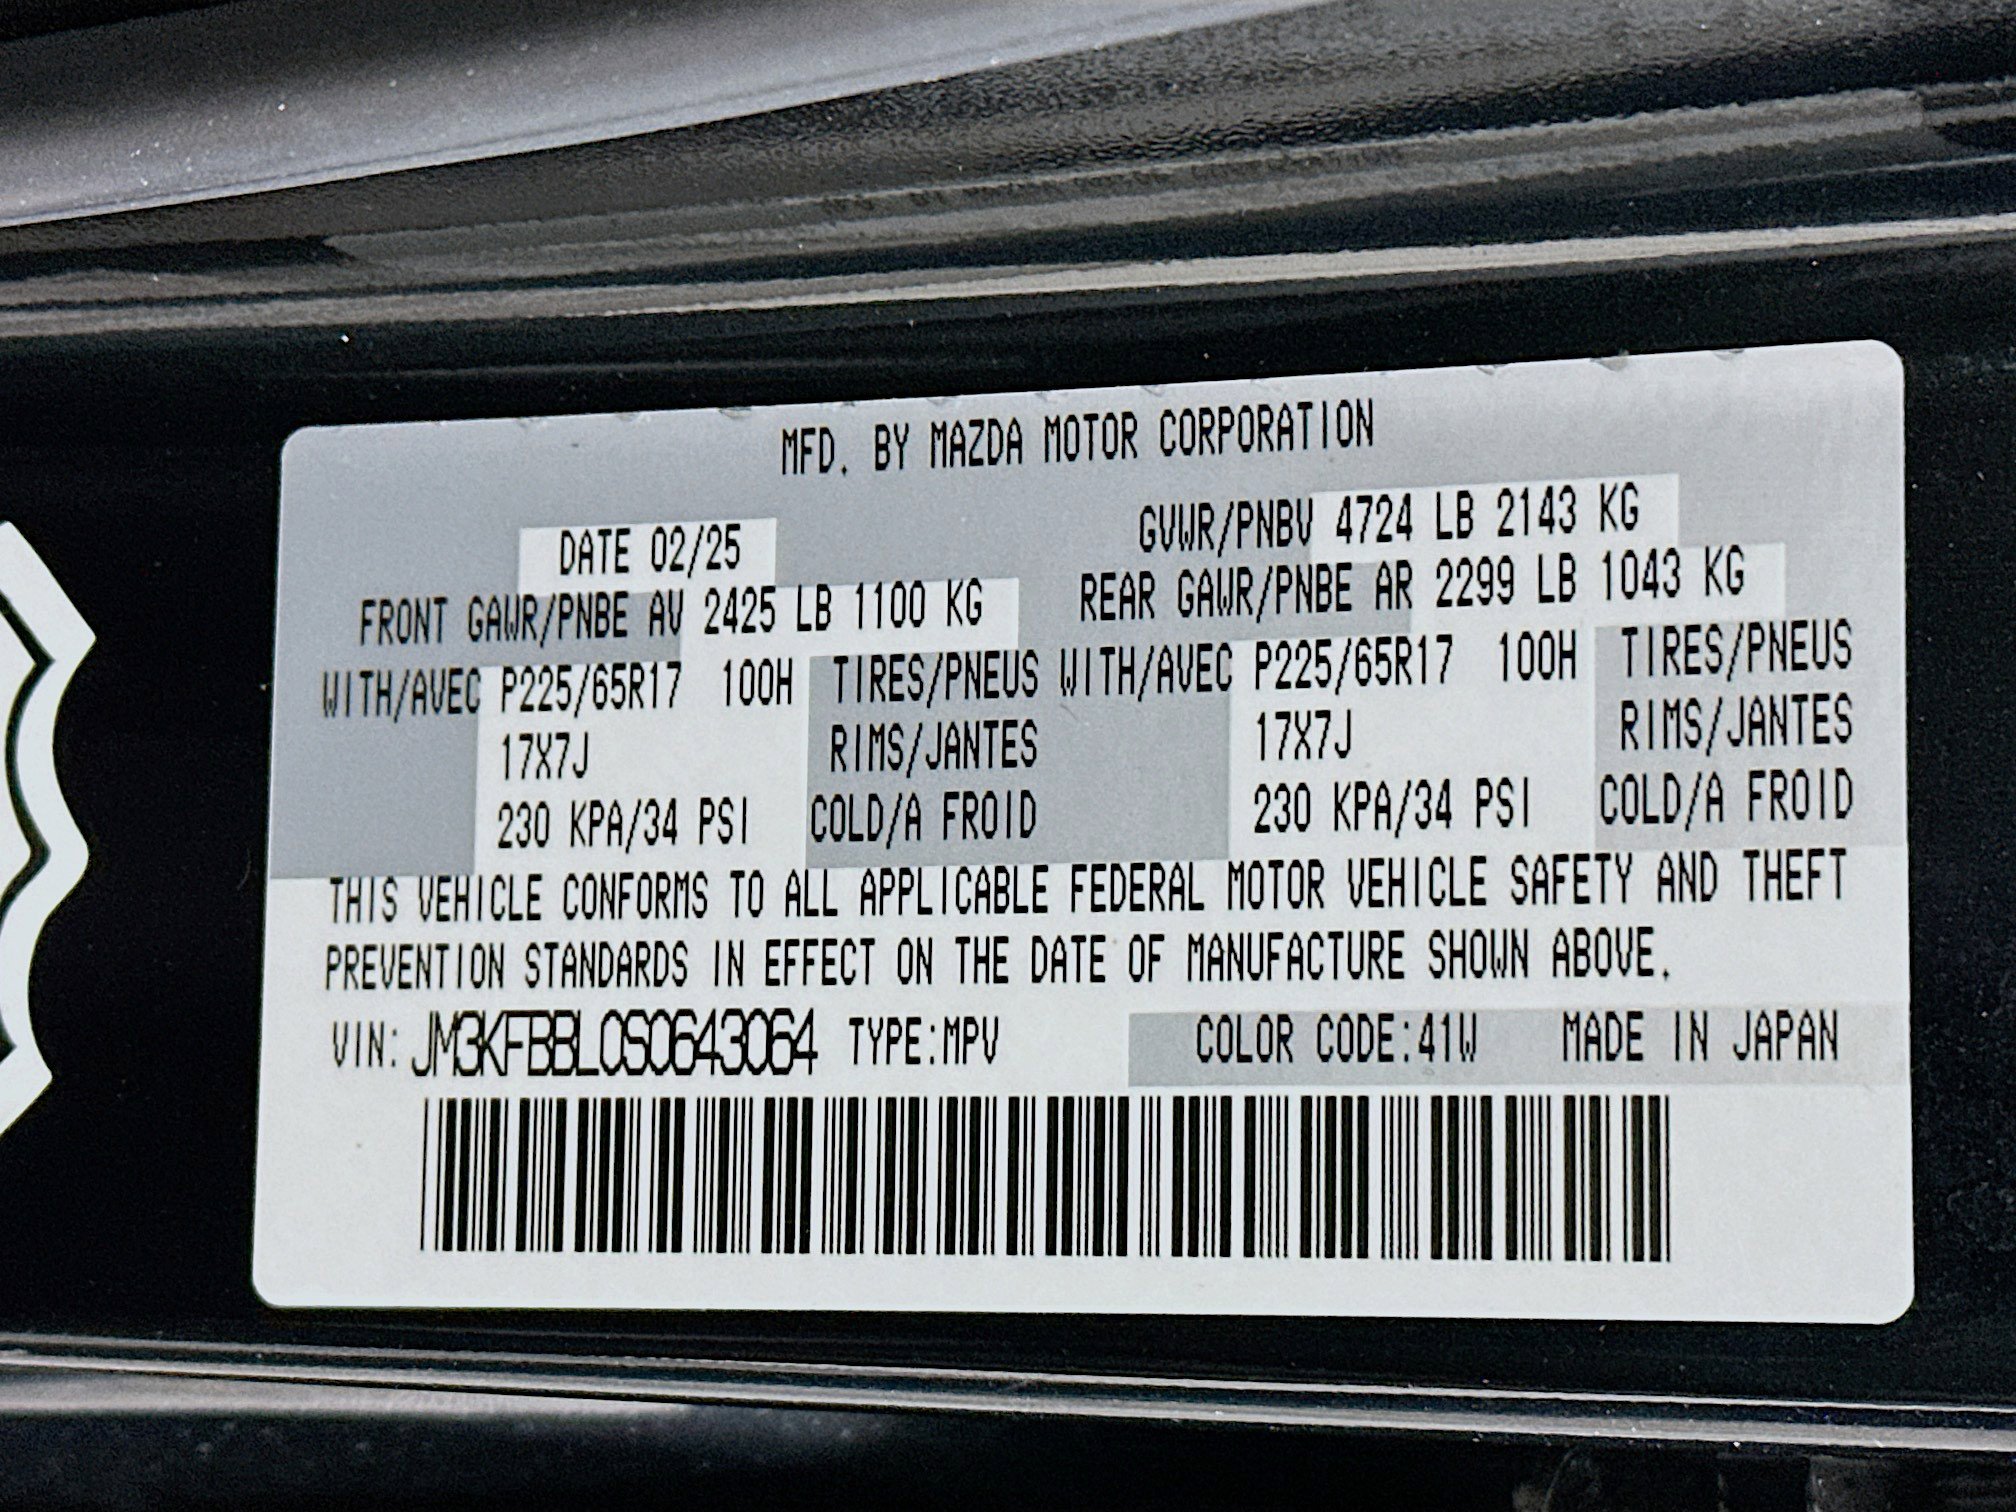 MFD. BY MAZDA MOTOR CORPORATION
DATE 02/25 GVWR/PNBV 4724 LB 2143 KG
FRONT GAWR/PNBE AV 2425 LB 1100 KG REAR GAWR/PNBE AR 2299 LB 1043 KG
WITH/AVEC P225/65R17 100H TIRES/PNEUS WITH/AVEC P225/65R17 100H TIRES/PNEUS
17X7J RIMS/JANTES 17X7J RIMS/JANTES
230 KPA/34 PSI COLD/A FROID 230 KPA/34 PSI COLD/A FROID
THIS VEHICLE CONFORMS TO ALL APPLICABLE FEDERAL MOTOR VEHICLE SAFETY AND THEFT
PREVENTION STANDARDS IN EFFECT ON THE DATE OF MANUFACTURE SHOWN ABOVE.
VIN: JM3KFBBL0S0643064 TYPE:MPV COLOR CODE:41W MADE IN JAPAN